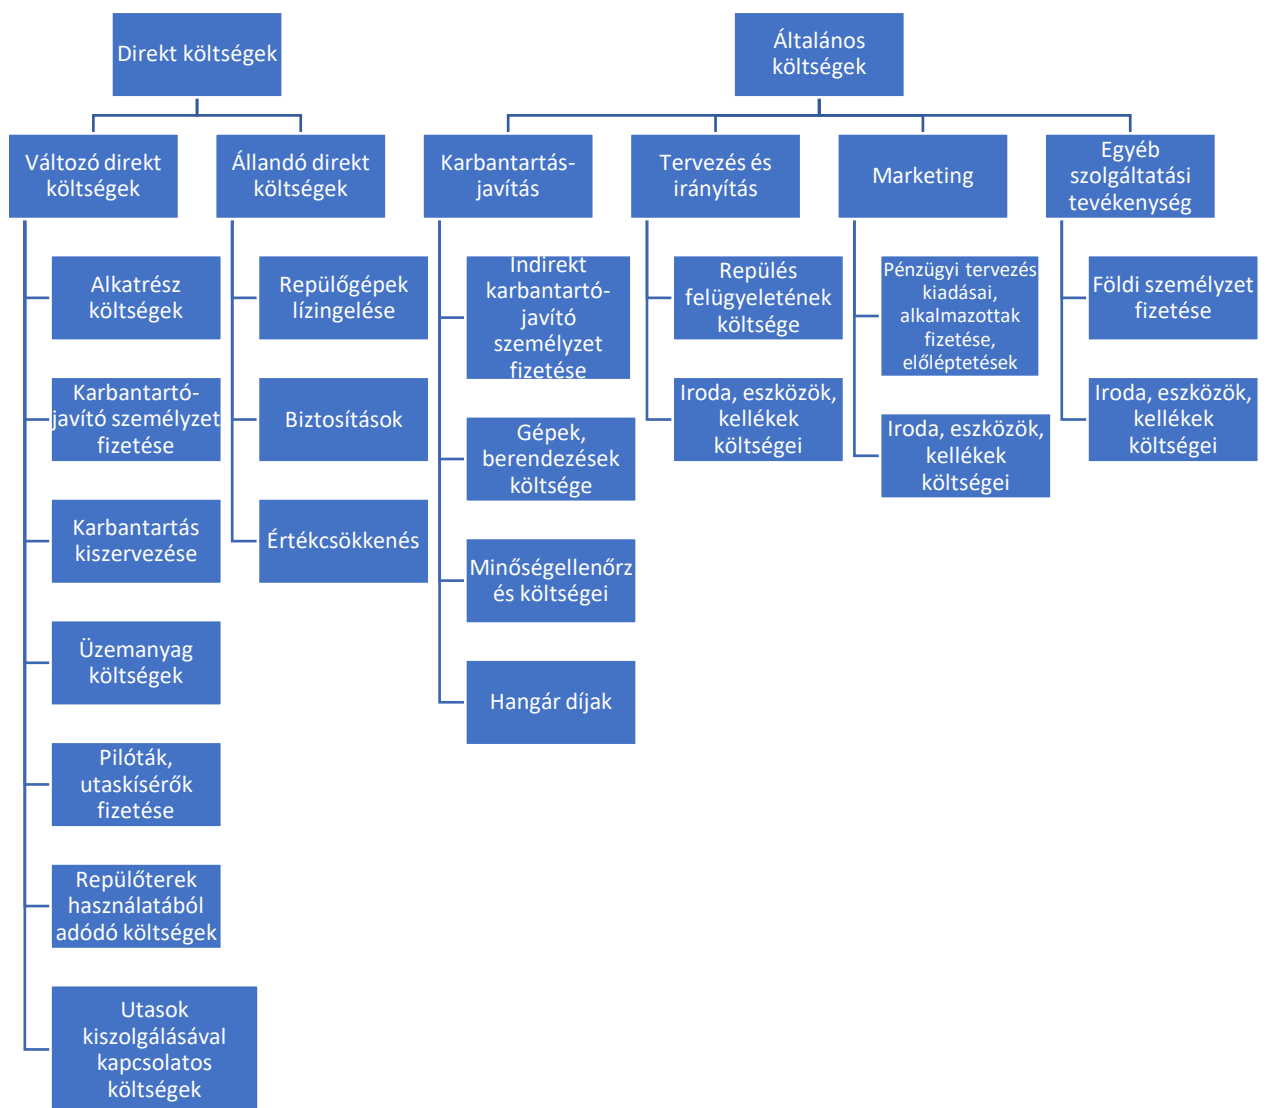 Direkt költségek
Általános
költségek
Változó direkt
költségek
Állandó direkt
költségek
Karbantartás-
javítás
Tervezés és
irányítás
Marketing
Egyéb
szolgáltatási
tevékenység
Alkatrész
költségek
Karbantartó-
javító személyzet
fizetése
Karbantartás
kiszervezése
Üzemanyag
költségek
Pilóták,
utaskísérők
fizetése
Repülőterek
használatából
adódó költségek
Utasok
kiszolgálásával
kapcsolatos
költségek
Repülőgépek
lízingelése
Biztosítások
Értékcsökkenés
Indirekt
karbantartó-
javító
személyzet
fizetése
Gépek,
berendezések
költsége
Minőségellenőrz
és költségei
Hangár díjak
Repülés
felügyeletének
költsége
Iroda, eszközök,
kellékek
költségei
Pénzügyi tervezés
kiadásai,
alkalmazottak
fizetése,
előléptetések
Iroda, eszközök,
kellékek
költségei
Földi személyzet
fizetése
Iroda, eszközök,
kellékek
költségei